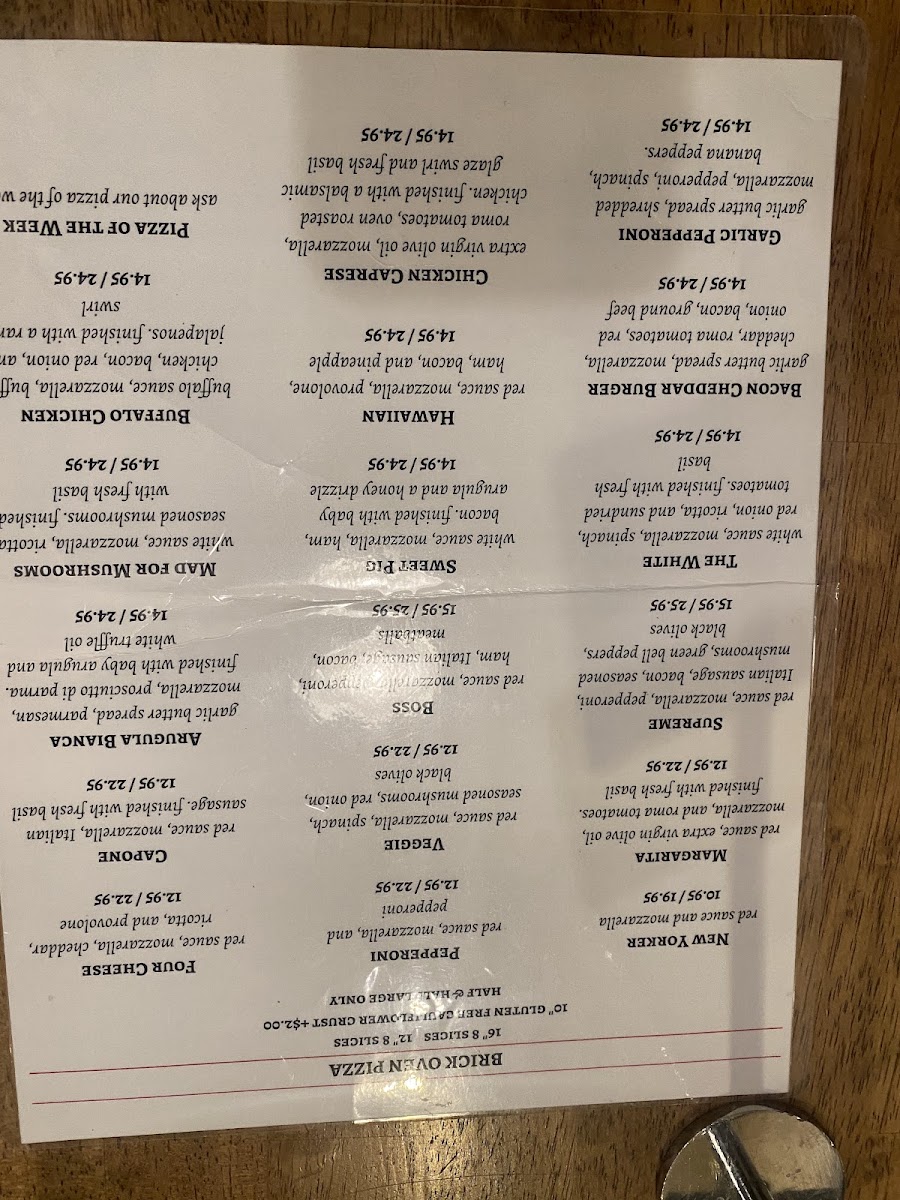 BRICK OVEN PIZZA
16" 8 SLICES 12" 8 SLICES
10" GLUTEN FREE CAULIFLOWER CRUST +$2.00
HALF & HALF LARGE ONLY
NEW YORKER
red sauce and mozzarella
10.95 / 19.95
MARGARITA
red sauce, extra virgin olive oil,
mozzarella, and roma tomatoes.
finished with fresh basil
12.95 / 22.95
SUPREME
red sauce, mozzarella, pepperoni,
Italian sausage, bacon, seasoned
mushrooms, green bell peppers,
black olives
15.95 / 25.95
THE WHITE
white sauce, mozzarella, spinach,
red onion, ricotta, and sundried
tomatoes. finished with fresh
basil
14.95 / 24.95
BACON CHEDDAR BURGER
garlic butter spread, mozzarella,
cheddar, roma tomatoes, red
onion, bacon, ground beef
14.95 / 24.95
GARLIC PEPPERONI
garlic butter spread, shredded
mozzarella, pepperoni, spinach,
banana peppers.
14.95 / 24.95
PEPPERONI
red sauce, mozzarella, and
pepperoni
12.95 / 22.95
VEGGIE
red sauce, mozzarella, spinach,
seasoned mushrooms, red onion,
black olives
12.95 / 22.95
BOSS
red sauce, mozzarella, pepperoni,
ham, Italian sausage, bacon,
meatballs
15.95 / 25.95
SWEET PIG
white sauce, mozzarella, ham,
bacon. finished with baby
arugula and a honey drizzle
14.95 / 24.95
HAWAIIAN
red sauce, mozzarella, provolone,
ham, bacon, and pineapple
14.95 / 24.95
CHICKEN CAPRESE
extra virgin olive oil, mozzarella,
roma tomatoes, oven roasted
chicken. finished with a balsamic
glaze swirl and fresh basil
14.95 / 24.95
FOUR CHEESE
red sauce, mozzarella, cheddar,
ricotta, and provolone
12.95 / 22.95
CAPONE
red sauce, mozzarella, Italian
sausage. finished with fresh basil
12.95 / 22.95
ARUGULA BIANCA
garlic butter spread, parmesan,
mozzarella, prosciutto di parma.
finished with baby arugula and
white truffle oil
14.95 / 24.95
MAD FOR MUSHROOMS
white sauce, mozzarella, ricotta
seasoned mushrooms. finished
with fresh basil
14.95 / 24.95
BUFFALO CHICKEN
buffalo sauce, mozzarella,
chicken, bacon, red onion,
jalapenos. finished with a
swirl
14.95 / 24.95
PIZZA OF THE WEEK
ask about our pizza of the